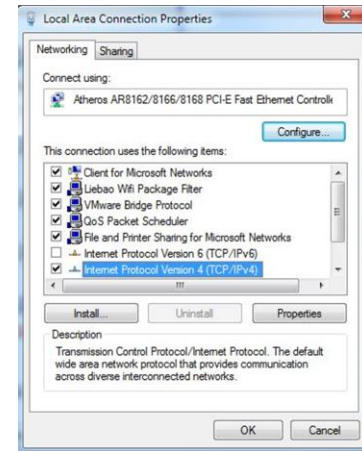 Local Area Connection Properties
Networking Sharing
Connect using:
Atheros AR8162/8166/8168 PCI-E Fast Ethernet Controlle
Configure...
This connection uses the following items:
Client for Microsoft Networks
Liebao Wifi Package Filter
VMware Bridge Protocol
QoS Packet Scheduler
File and Printer Sharing for Microsoft Networks
Internet Protocol Version 6 (TCP/IPv6)
Internet Protocol Version 4 (TCP/IPv4)
Install... Uninstall Properties
Description
Transmission Control Protocol/Internet Protocol. The default
wide area network protocol that provides communication
across diverse interconnected networks.
OK Cancel